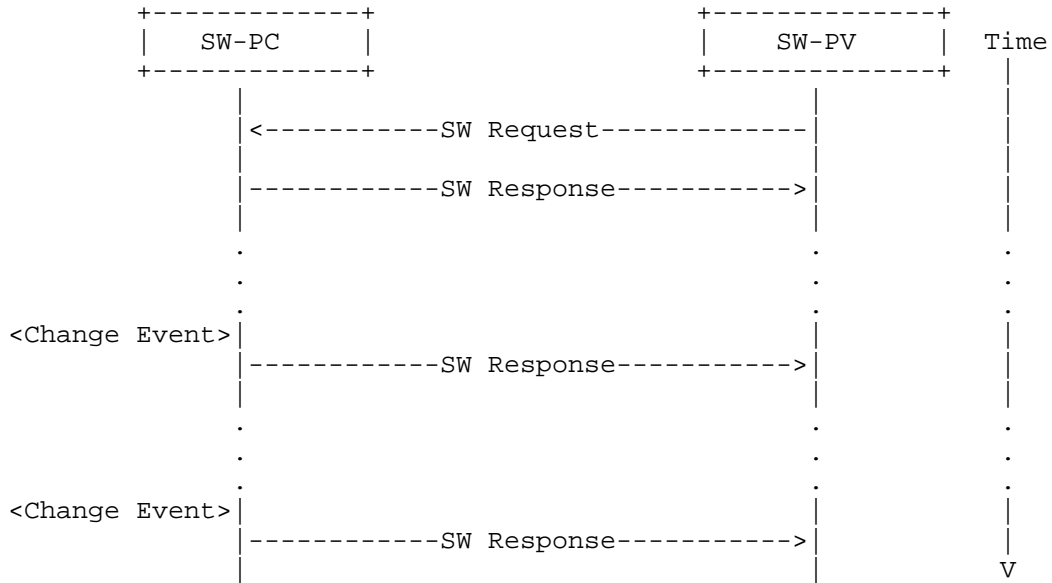 SW-PC SW-PV Time
<-----------SW Request-------------
------------SW Response----------->
<Change Event>
------------SW Response----------->
<Change Event>
------------SW Response----------->
V